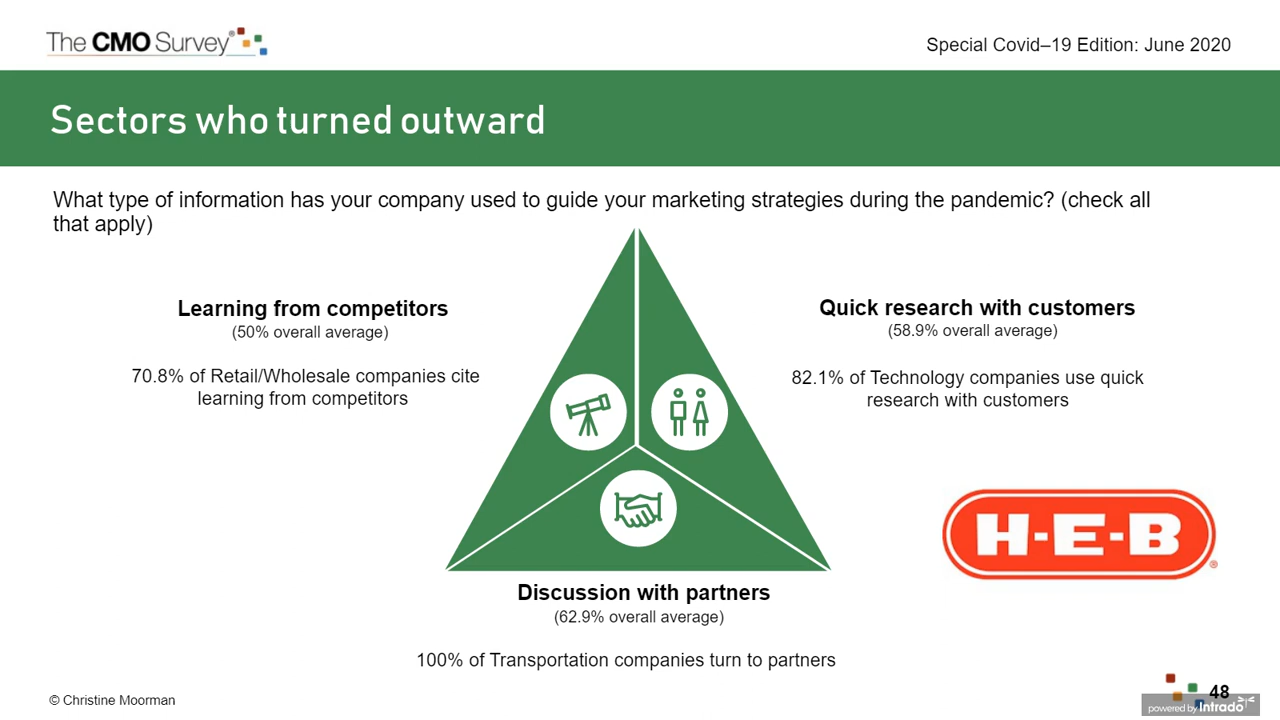 The CMO Survey®
Special Covid–19 Edition: June 2020
Sectors who turned outward
What type of information has your company used to guide your marketing strategies during the pandemic? (check all
that apply)
Learning from competitors
(50% overall average)
70.8% of Retail/Wholesale companies cite
learning from competitors
Quick research with customers
(58.9% overall average)
82.1% of Technology companies use quick
research with customers
H-E-B®
Discussion with partners
(62.9% overall average)
100% of Transportation companies turn to partners
© Christine Moorman
48
powered by Intrado